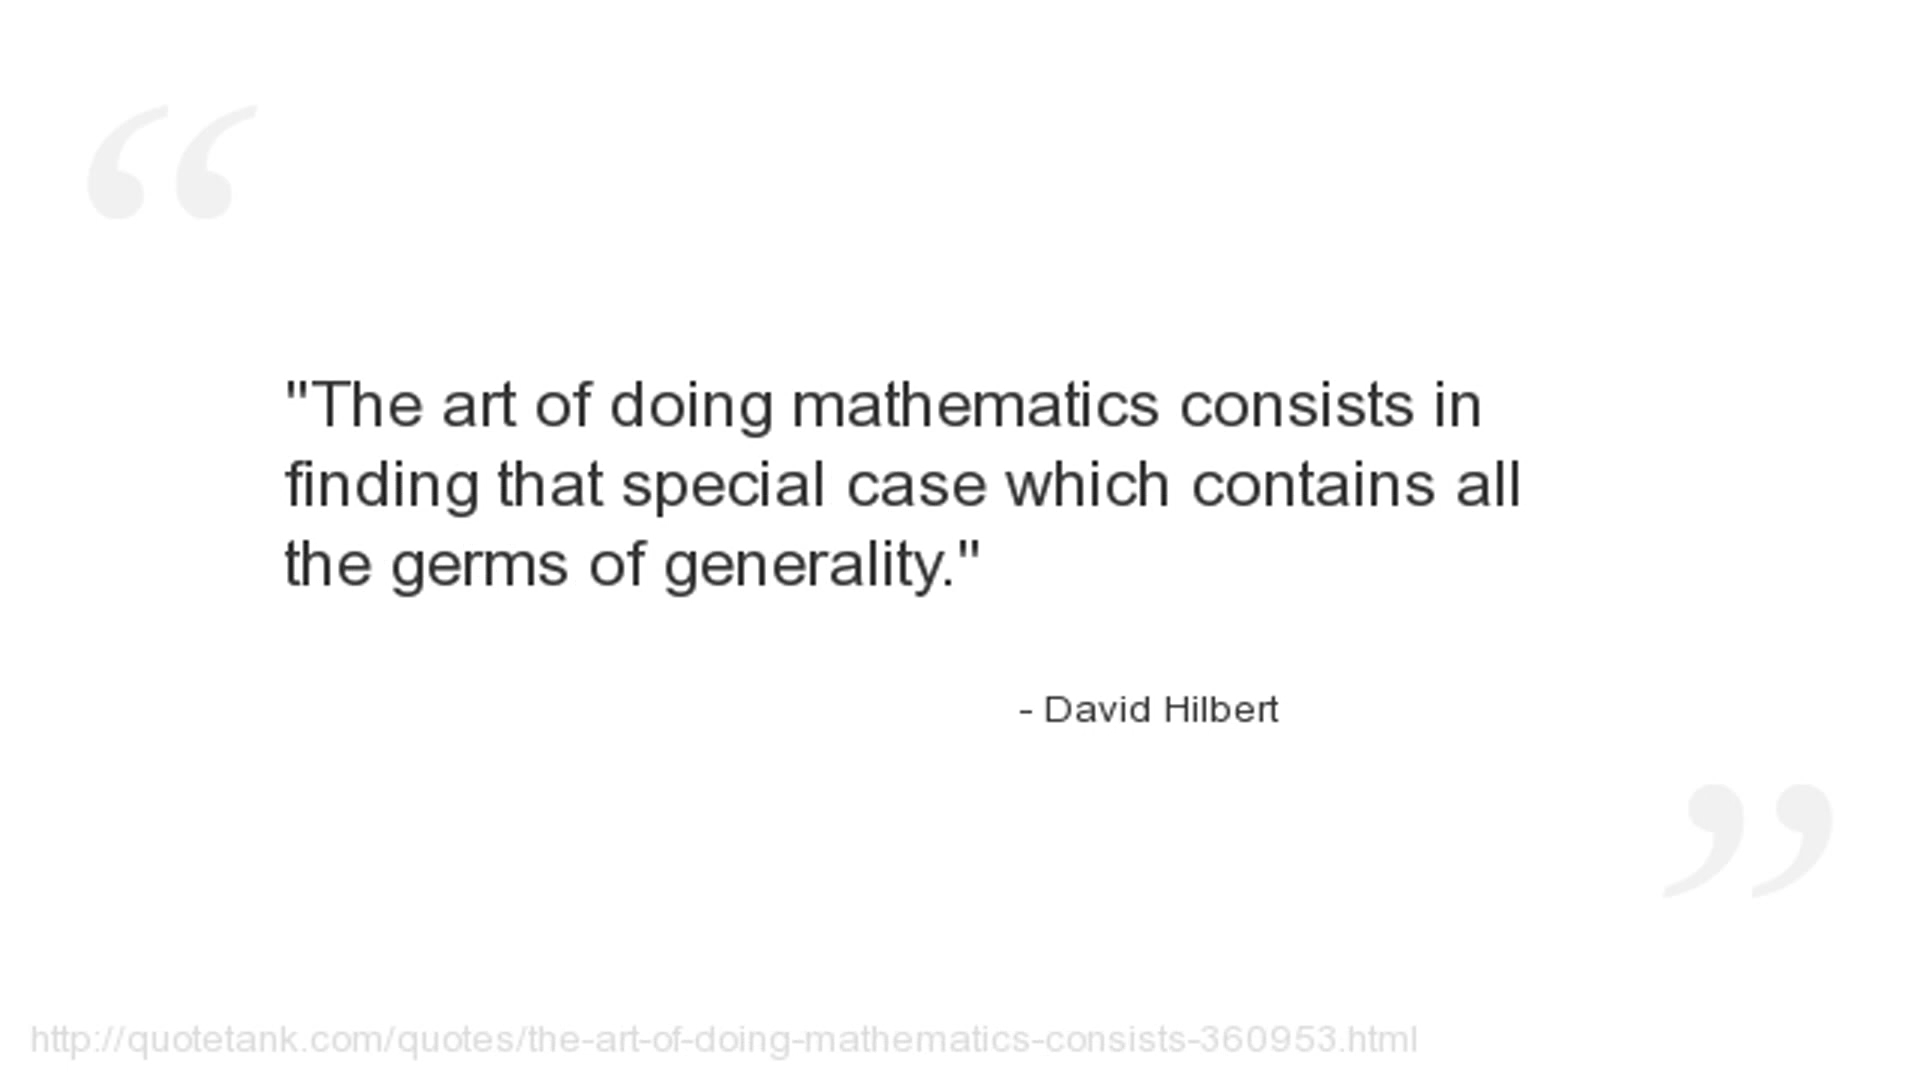 "The art of doing mathematics consists in
finding that special case which contains all
the germs of generality."
- David Hilbert
http://quotetank.com/quotes/the-art-of-doing-mathematics-consists-360953.html